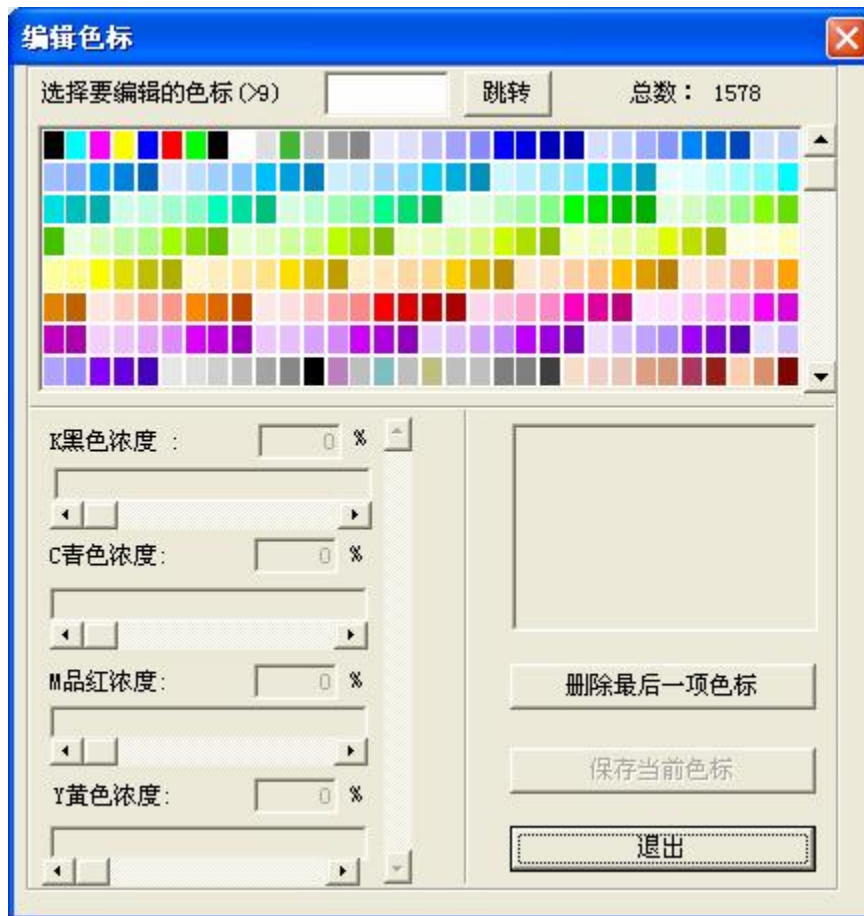 编辑色标
选择要编辑的色标(>9) 跳转 总数： 1578
K黑色浓度 : 0 %
C青色浓度: 0 %
M品红浓度: 0 %
Y黄色浓度: 0 %
删除最后一项色标
保存当前色标
退出